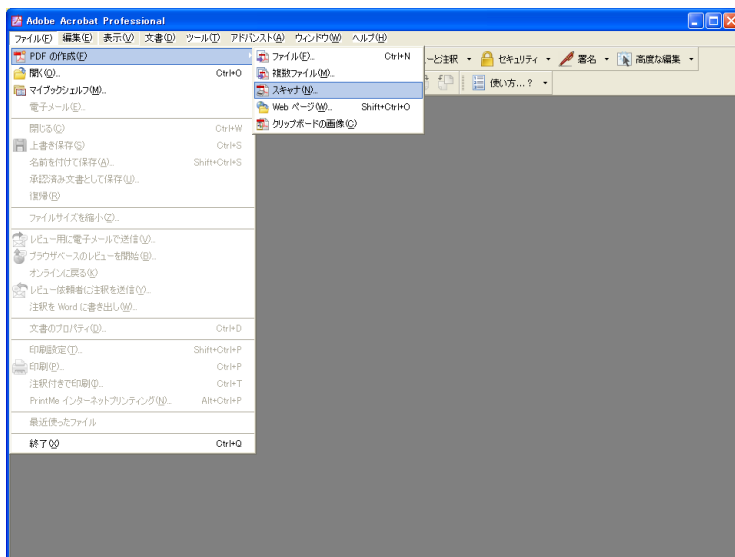 Adobe Acrobat Professional
ファイル(F) 編集(E) 表示(V) 文書(D) ツール(T) アドバンスト(A) ウィンドウ(W) ヘルプ(H)
PDF の作成(F)
開く(O)... Ctrl+O
マイブックシェルフ(M)...
電子メール(E)...
閉じる(C) Ctrl+W
上書き保存(S) Ctrl+S
名前を付けて保存(A)... Shift+Ctrl+S
承認済み文書として保存(U)...
復帰(R)
ファイルサイズを縮小(Z)...
レビュー用に電子メールで送信(V)...
ブラウザベースのレビューを開始(B)...
オンラインに戻る(K)
レビュー依頼者に注釈を送信(Y)...
注釈を Word に書き出し(W)...
文書のプロパティ(D)... Ctrl+D
印刷設定(T)... Shift+Ctrl+P
印刷(P)... Ctrl+P
注釈付きで印刷(I)... Ctrl+T
PrintMe インターネットプリンティング(N)... Alt+Ctrl+P
最近使ったファイル
終了(X) Ctrl+Q
ファイル(F)... Ctrl+N
複数ファイル(M)...
スキャナ(N)...
Web ページ(W)... Shift+Ctrl+O
クリップボードの画像(C)
ーと注釈 セキュリティ 署名 高度な編集
使い方...?